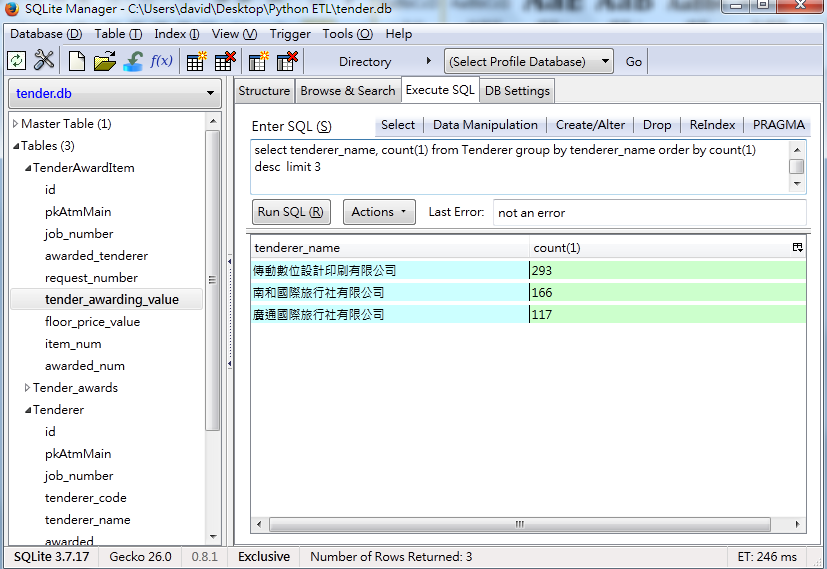 SQLite Manager - C:\Users\david\Desktop\Python ETL\tender.db
Database (D) Table (T) Index (I) View (V) Trigger Tools (O) Help
f(x) Directory (Select Profile Database) Go
tender.db
Structure Browse & Search Execute SQL DB Settings
Master Table (1)
Tables (3)
TenderAwardItem
id
pkAtmMain
job_number
awarded_tenderer
request_number
tender_awarding_value
floor_price_value
item_num
awarded_num
Tender_awards
Tenderer
id
pkAtmMain
job_number
tenderer_code
tenderer_name
awarded
Enter SQL (S) Select Data Manipulation Create/Alter Drop ReIndex PRAGMA
select tenderer_name, count(1) from Tenderer group by tenderer_name order by count(1)
desc limit 3
Run SQL (R) Actions Last Error: not an error
tenderer_name count(1)
傳動數位設計印刷有限公司 293
南和國際旅行社有限公司 166
廣通國際旅行社有限公司 117
SQLite 3.7.17 Gecko 26.0 0.8.1 Exclusive Number of Rows Returned: 3 ET: 246 ms